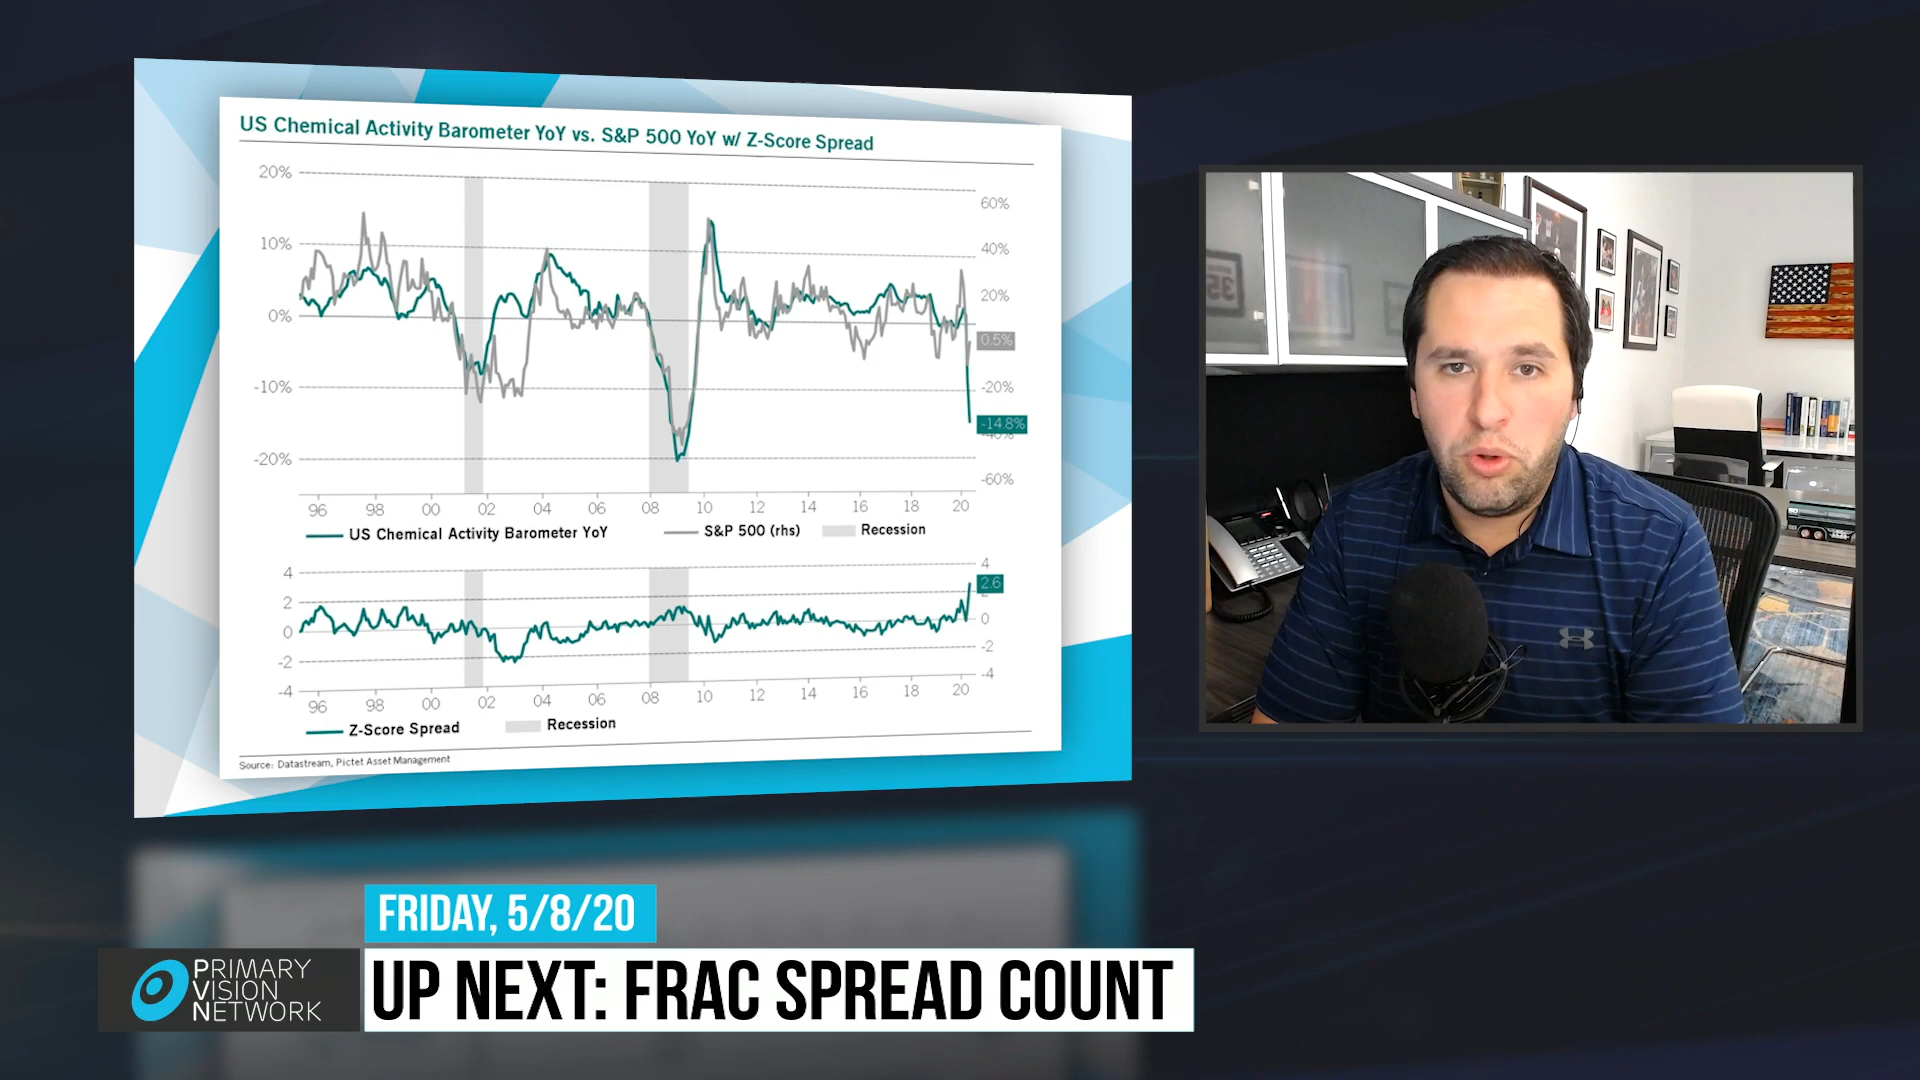 US Chemical Activity Barometer YoY vs. S&P 500 YoY w/ Z-Score Spread
20%
10%
0%
-10%
-20%
60%
40%
20%
0.5%
-20%
-14.8%
-40%
-60%
96 98 00 02 04 06 08 10 12 14 16 18 20
US Chemical Activity Barometer YoY S&P 500 (rhs) Recession
4
2
0
-2
-4
4
2.6
2
0
-2
-4
96 98 00 02 04 06 08 10 12 14 16 18 20
Z-Score Spread Recession
Source: Datastream, Pictet Asset Management
35
FRIDAY, 5/8/20
PRIMARY
VISION
NETWORK
UP NEXT: FRAC SPREAD COUNT